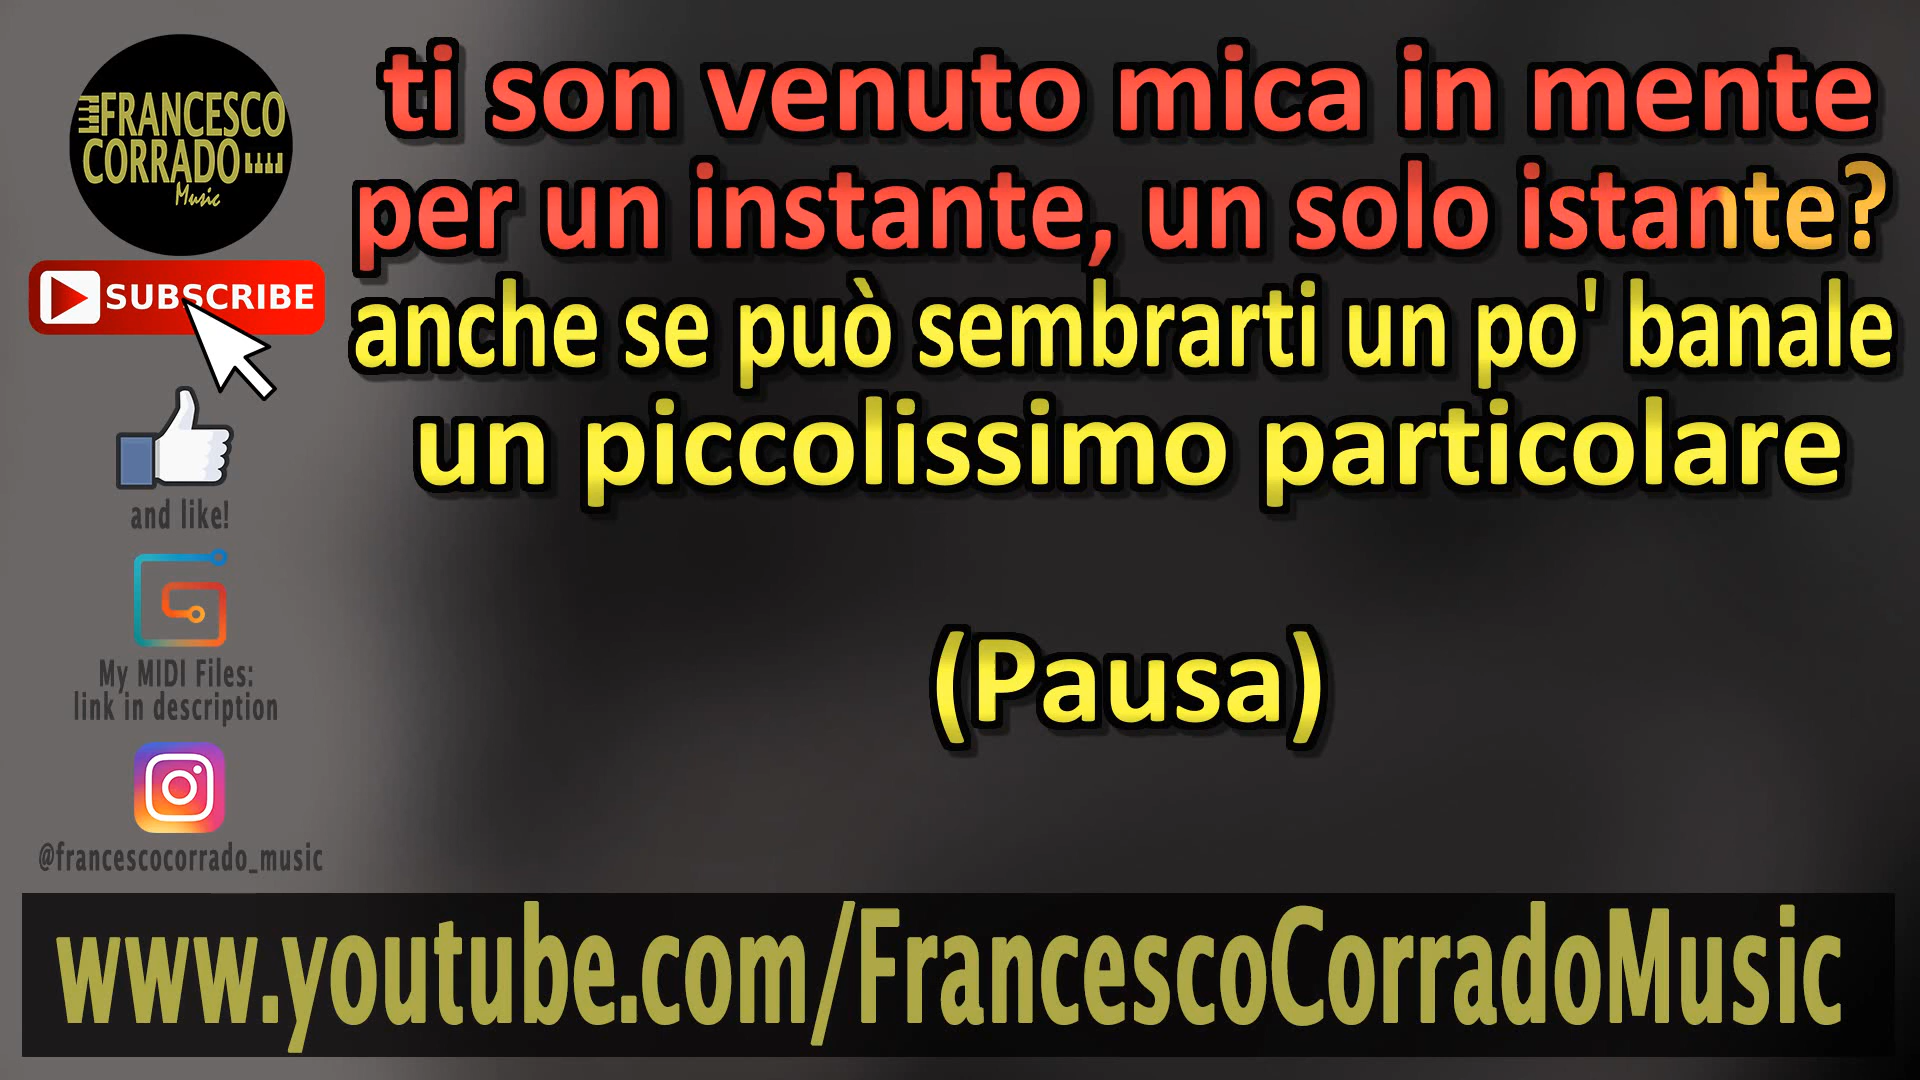 FRANCESCO
CORRADO
Music
SUBSCRIBE
and like!
My MIDI Files:
link in description
@francescocorrado_music
ti son venuto mica in mente
per un instante, un solo istante?
anche se può sembrarti un po' banale
un piccolissimo particolare
(Pausa)
www.youtube.com/FrancescoCorradoMusic